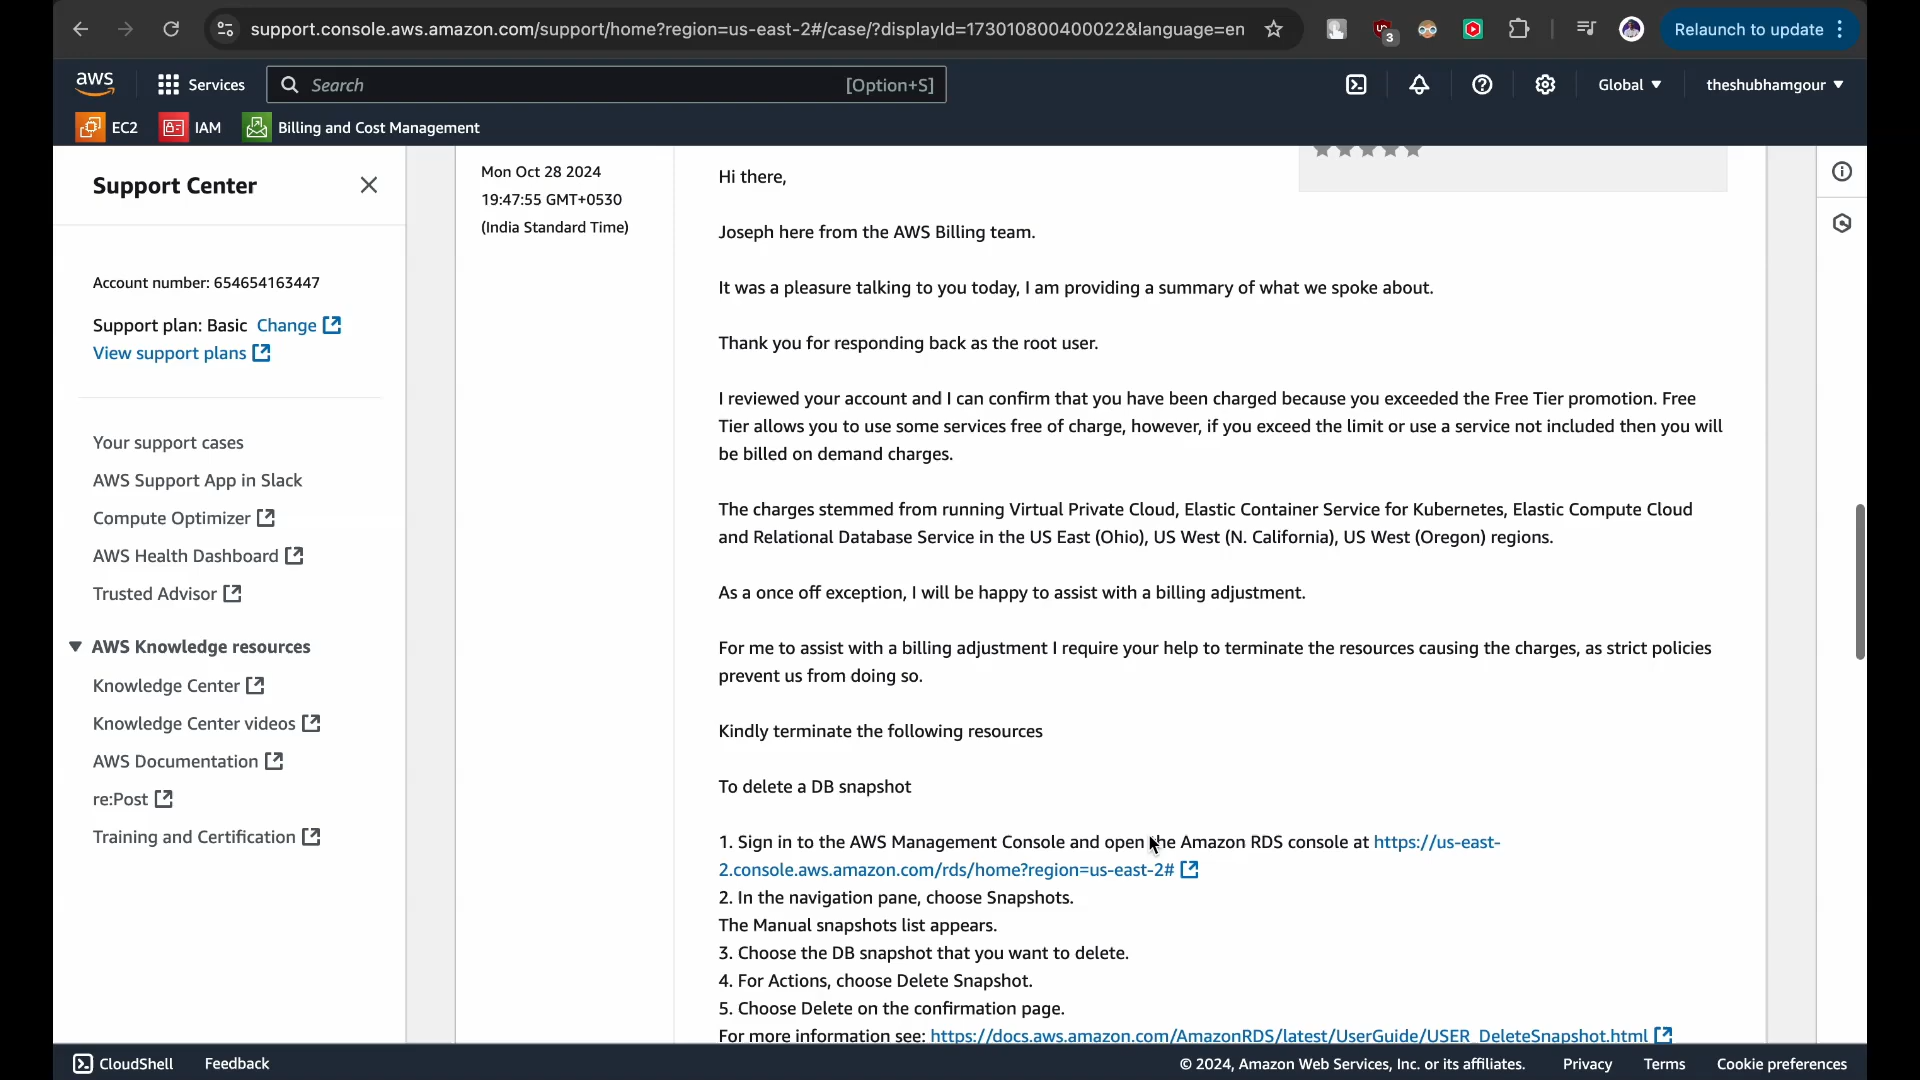 support.console.aws.amazon.com/support/home?region=us-east-2#/case/?displayId=173010800400022&language=en
3
Relaunch to update
aws
Services
Search
[Option+S]
Global
theshubhamgour
EC2
IAM
Billing and Cost Management
Support Center
Account number: 654654163447
Support plan: Basic Change
View support plans
Your support cases
AWS Support App in Slack
Compute Optimizer
AWS Health Dashboard
Trusted Advisor
AWS Knowledge resources
Knowledge Center
Knowledge Center videos
AWS Documentation
re:Post
Training and Certification
Mon Oct 28 2024
19:47:55 GMT+0530
(India Standard Time)
Hi there,
Joseph here from the AWS Billing team.
It was a pleasure talking to you today, I am providing a summary of what we spoke about.
Thank you for responding back as the root user.
I reviewed your account and I can confirm that you have been charged because you exceeded the Free Tier promotion. Free
Tier allows you to use some services free of charge, however, if you exceed the limit or use a service not included then you will
be billed on demand charges.
The charges stemmed from running Virtual Private Cloud, Elastic Container Service for Kubernetes, Elastic Compute Cloud
and Relational Database Service in the US East (Ohio), US West (N. California), US West (Oregon) regions.
As a once off exception, I will be happy to assist with a billing adjustment.
For me to assist with a billing adjustment I require your help to terminate the resources causing the charges, as strict policies
prevent us from doing so.
Kindly terminate the following resources
To delete a DB snapshot
1. Sign in to the AWS Management Console and open the Amazon RDS console at https://us-east-
2.console.aws.amazon.com/rds/home?region=us-east-2#
2. In the navigation pane, choose Snapshots.
The Manual snapshots list appears.
3. Choose the DB snapshot that you want to delete.
4. For Actions, choose Delete Snapshot.
5. Choose Delete on the confirmation page.
For more information see: https://docs.aws.amazon.com/AmazonRDS/latest/UserGuide/USER_DeleteSnapshot.html
CloudShell
Feedback
© 2024, Amazon Web Services, Inc. or its affiliates.
Privacy
Terms
Cookie preferences